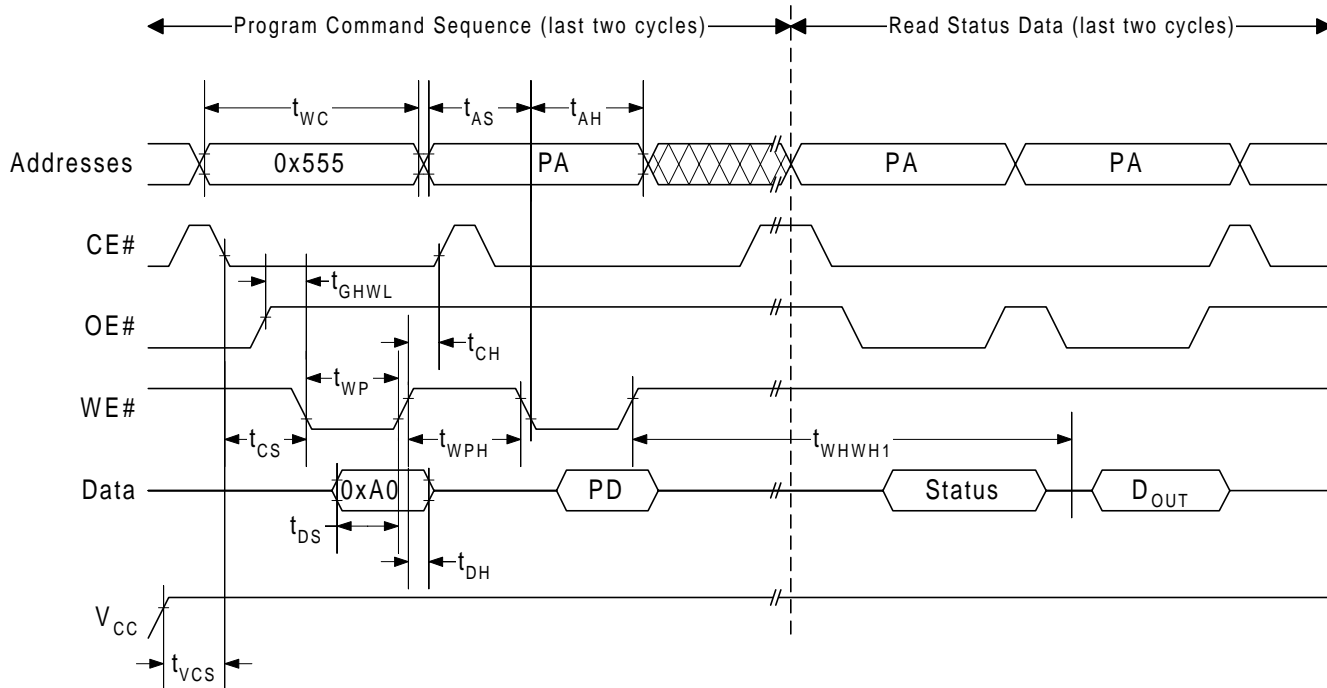 Program Command Sequence (last two cycles) Read Status Data (last two cycles)
tWC tAS tAH
Addresses 0x555 PA PA PA
CE#
tGHWL
OE#
tCH
tWP
WE#
tCS tWPH tWHWH1
Data 0xA0 PD Status DOUT
tDS
tDH
VCC
tVCS